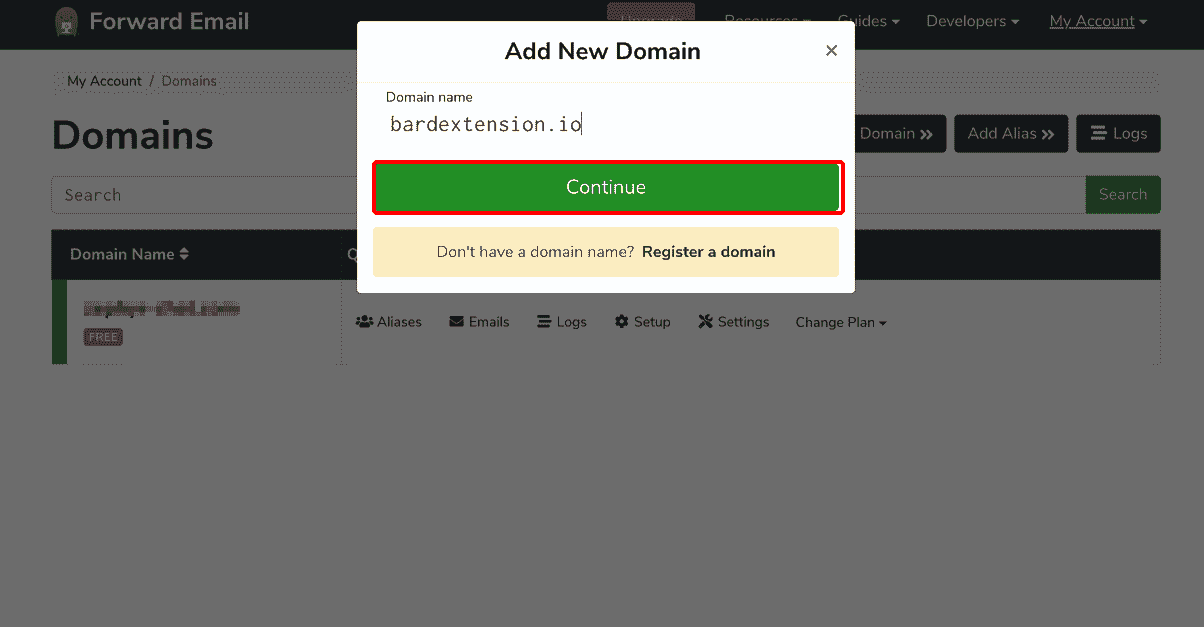 Forward Email
Upgrade Resources Guides Developers My Account
Add New Domain
×
My Account / Domains
Domain name
bardextension.io
Domains
Domain »
Add Alias »
Logs
Continue
Search
Search
Don't have a domain name? Register a domain
Domain Name
Q
FREE
Aliases Emails Logs Setup Settings Change Plan